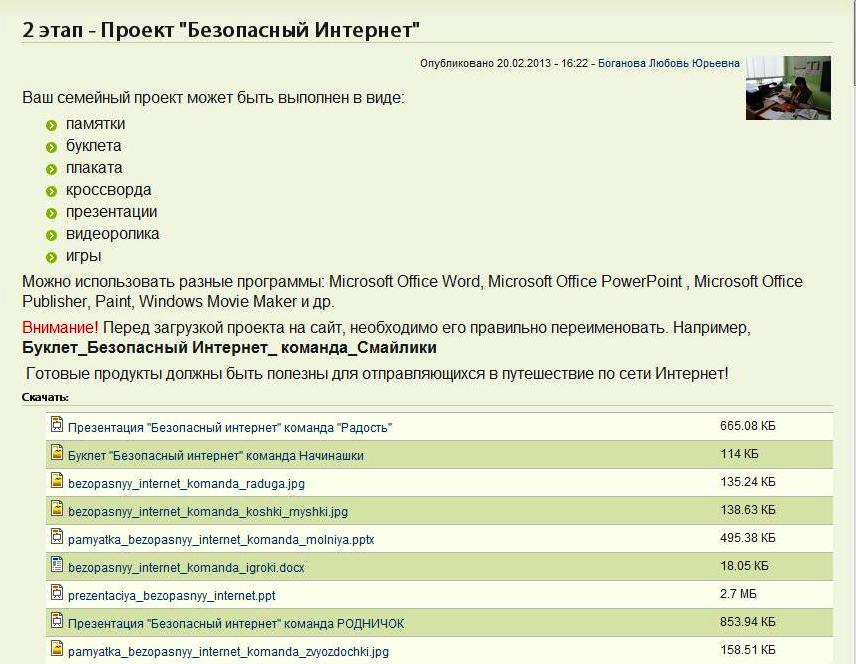 2 этап - Проект "Безопасный Интернет"
Опубликовано 20.02.2013 - 16:22 - Боганова Любовь Юрьевна
Ваш семейный проект может быть выполнен в виде:
памятки
буклета
плаката
кроссворда
презентации
видеоролика
игры
Можно использовать разные программы: Microsoft Office Word, Microsoft Office PowerPoint , Microsoft Office
Publisher, Paint, Windows Movie Maker и др.
Внимание! Перед загрузкой проекта на сайт, необходимо его правильно переименовать. Например,
Буклет_Безопасный Интернет_ команда_Смайлики
Готовые продукты должны быть полезны для отправляющихся в путешествие по сети Интернет!
Скачать:
Презентация "Безопасный интернет" команда "Радость" 665.08 КБ
Буклет "Безопасный интернет" команда Начинашки 114 КБ
bezopasnyy_internet_komanda_raduga.jpg 135.24 КБ
bezopasnyy_internet_komanda_koshki_myshki.jpg 138.63 КБ
pamyatka_bezopasnyy_internet_komanda_molniya.pptx 495.38 КБ
bezopasnyy_internet_komanda_igroki.docx 18.05 КБ
prezentaciya_bezopasnyy_internet.ppt 2.7 МБ
Презентация "Безопасный интернет" команда РОДНИЧОК 853.94 КБ
pamyatka_bezopasnyy_internet_komanda_zvyozdochki.jpg 158.51 КБ